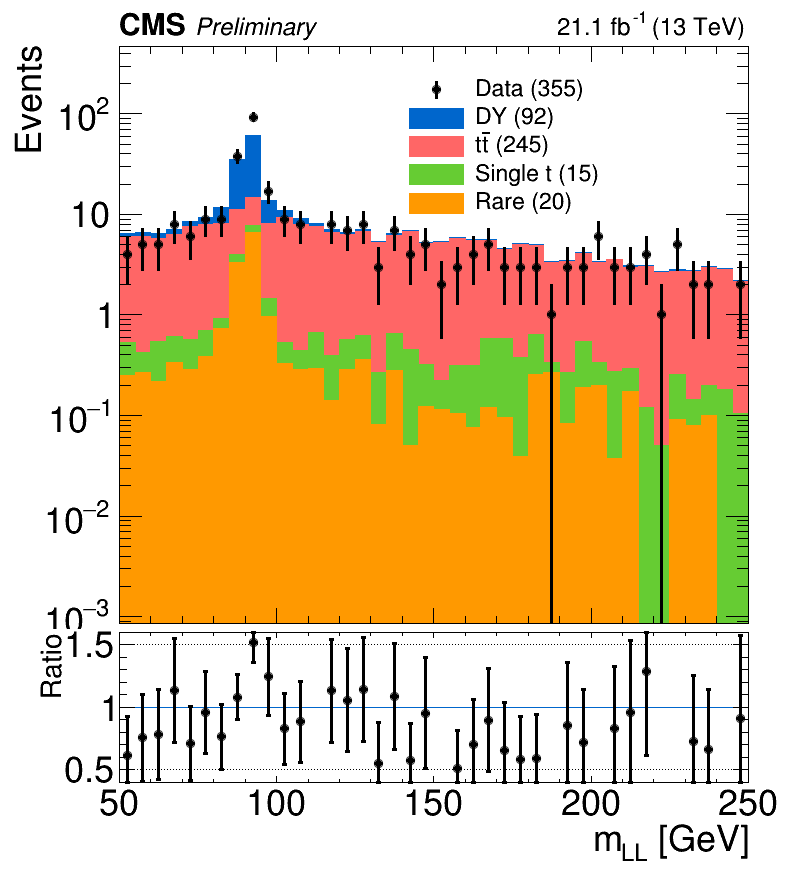 CMS Preliminary 21.1 fb⁻¹ (13 TeV)
Events
Data (355)
DY (92)
tt̄ (245)
Single t (15)
Rare (20)
10²
10
1
10⁻¹
10⁻²
10⁻³
Ratio
1.5
1
0.5
50 100 150 200 250
m_LL [GeV]